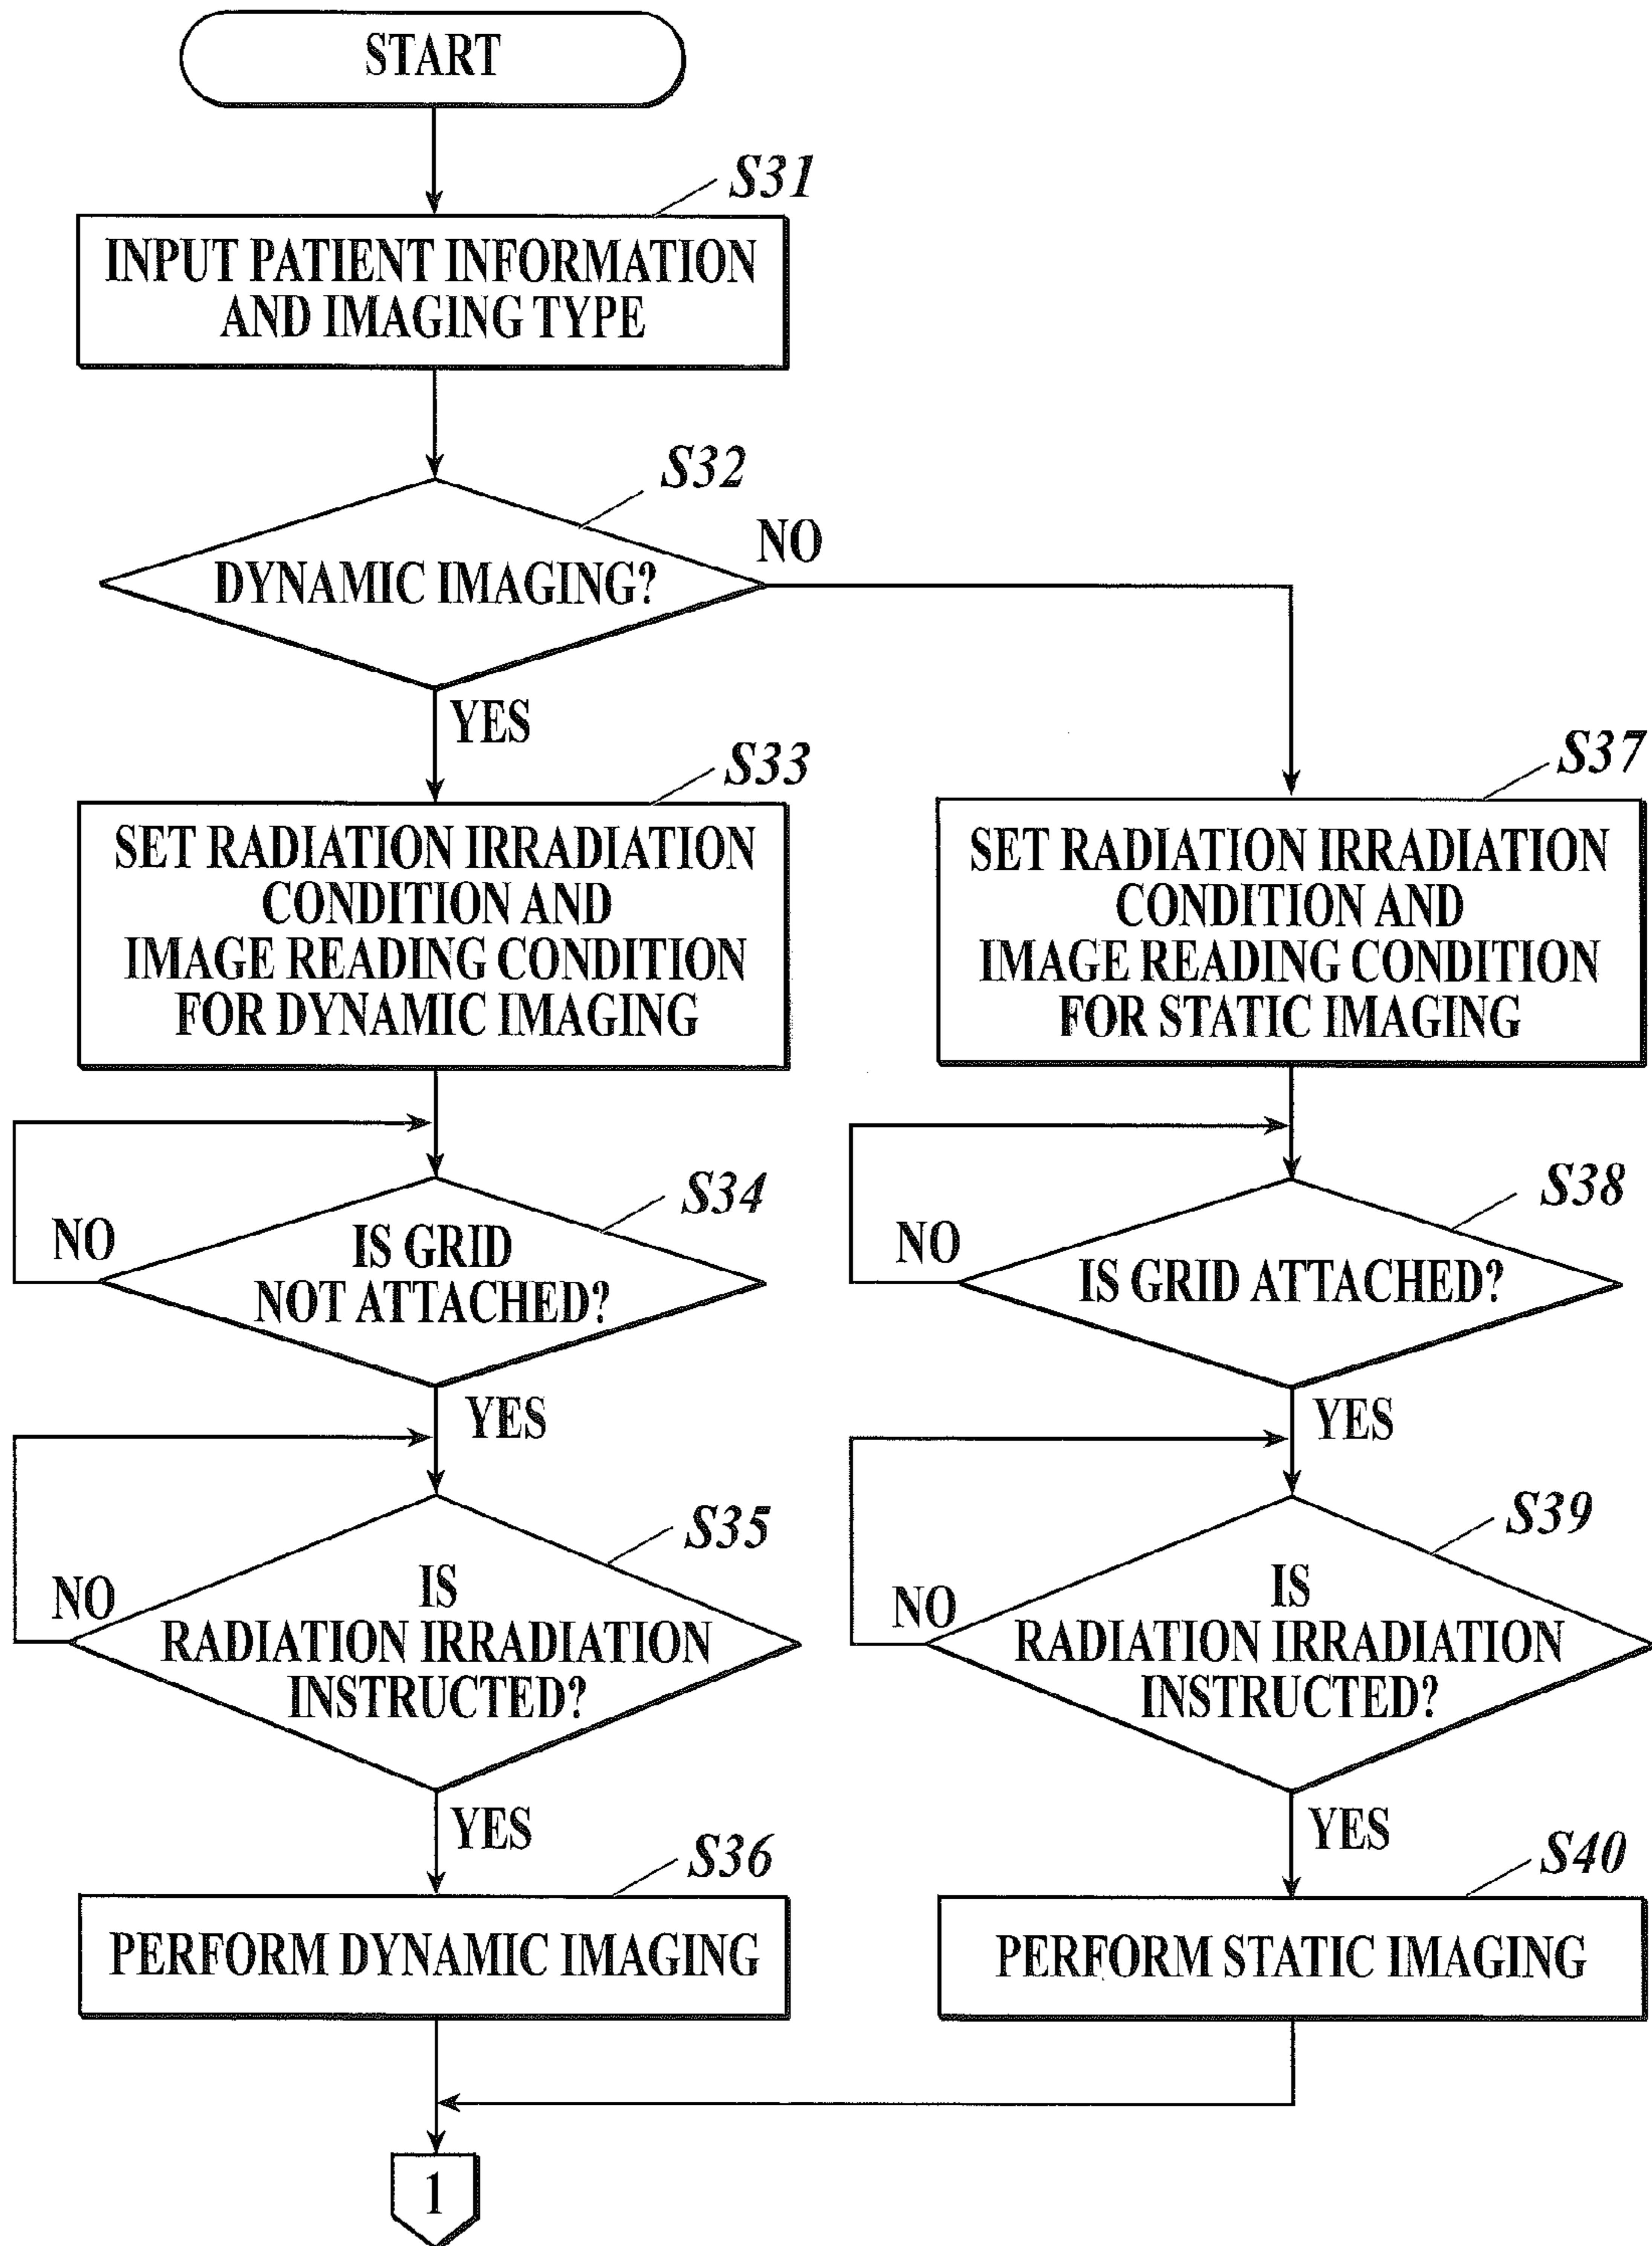 START
S31
INPUT PATIENT INFORMATION
AND IMAGING TYPE
S32
DYNAMIC IMAGING?
NO
YES
S33
SET RADIATION IRRADIATION
CONDITION AND
IMAGE READING CONDITION
FOR DYNAMIC IMAGING
S37
SET RADIATION IRRADIATION
CONDITION AND
IMAGE READING CONDITION
FOR STATIC IMAGING
S34
NO
IS GRID
NOT ATTACHED?
YES
S38
NO
IS GRID ATTACHED?
YES
S35
NO
IS
RADIATION IRRADIATION
INSTRUCTED?
YES
S39
NO
IS
RADIATION IRRADIATION
INSTRUCTED?
YES
S36
PERFORM DYNAMIC IMAGING
S40
PERFORM STATIC IMAGING
1